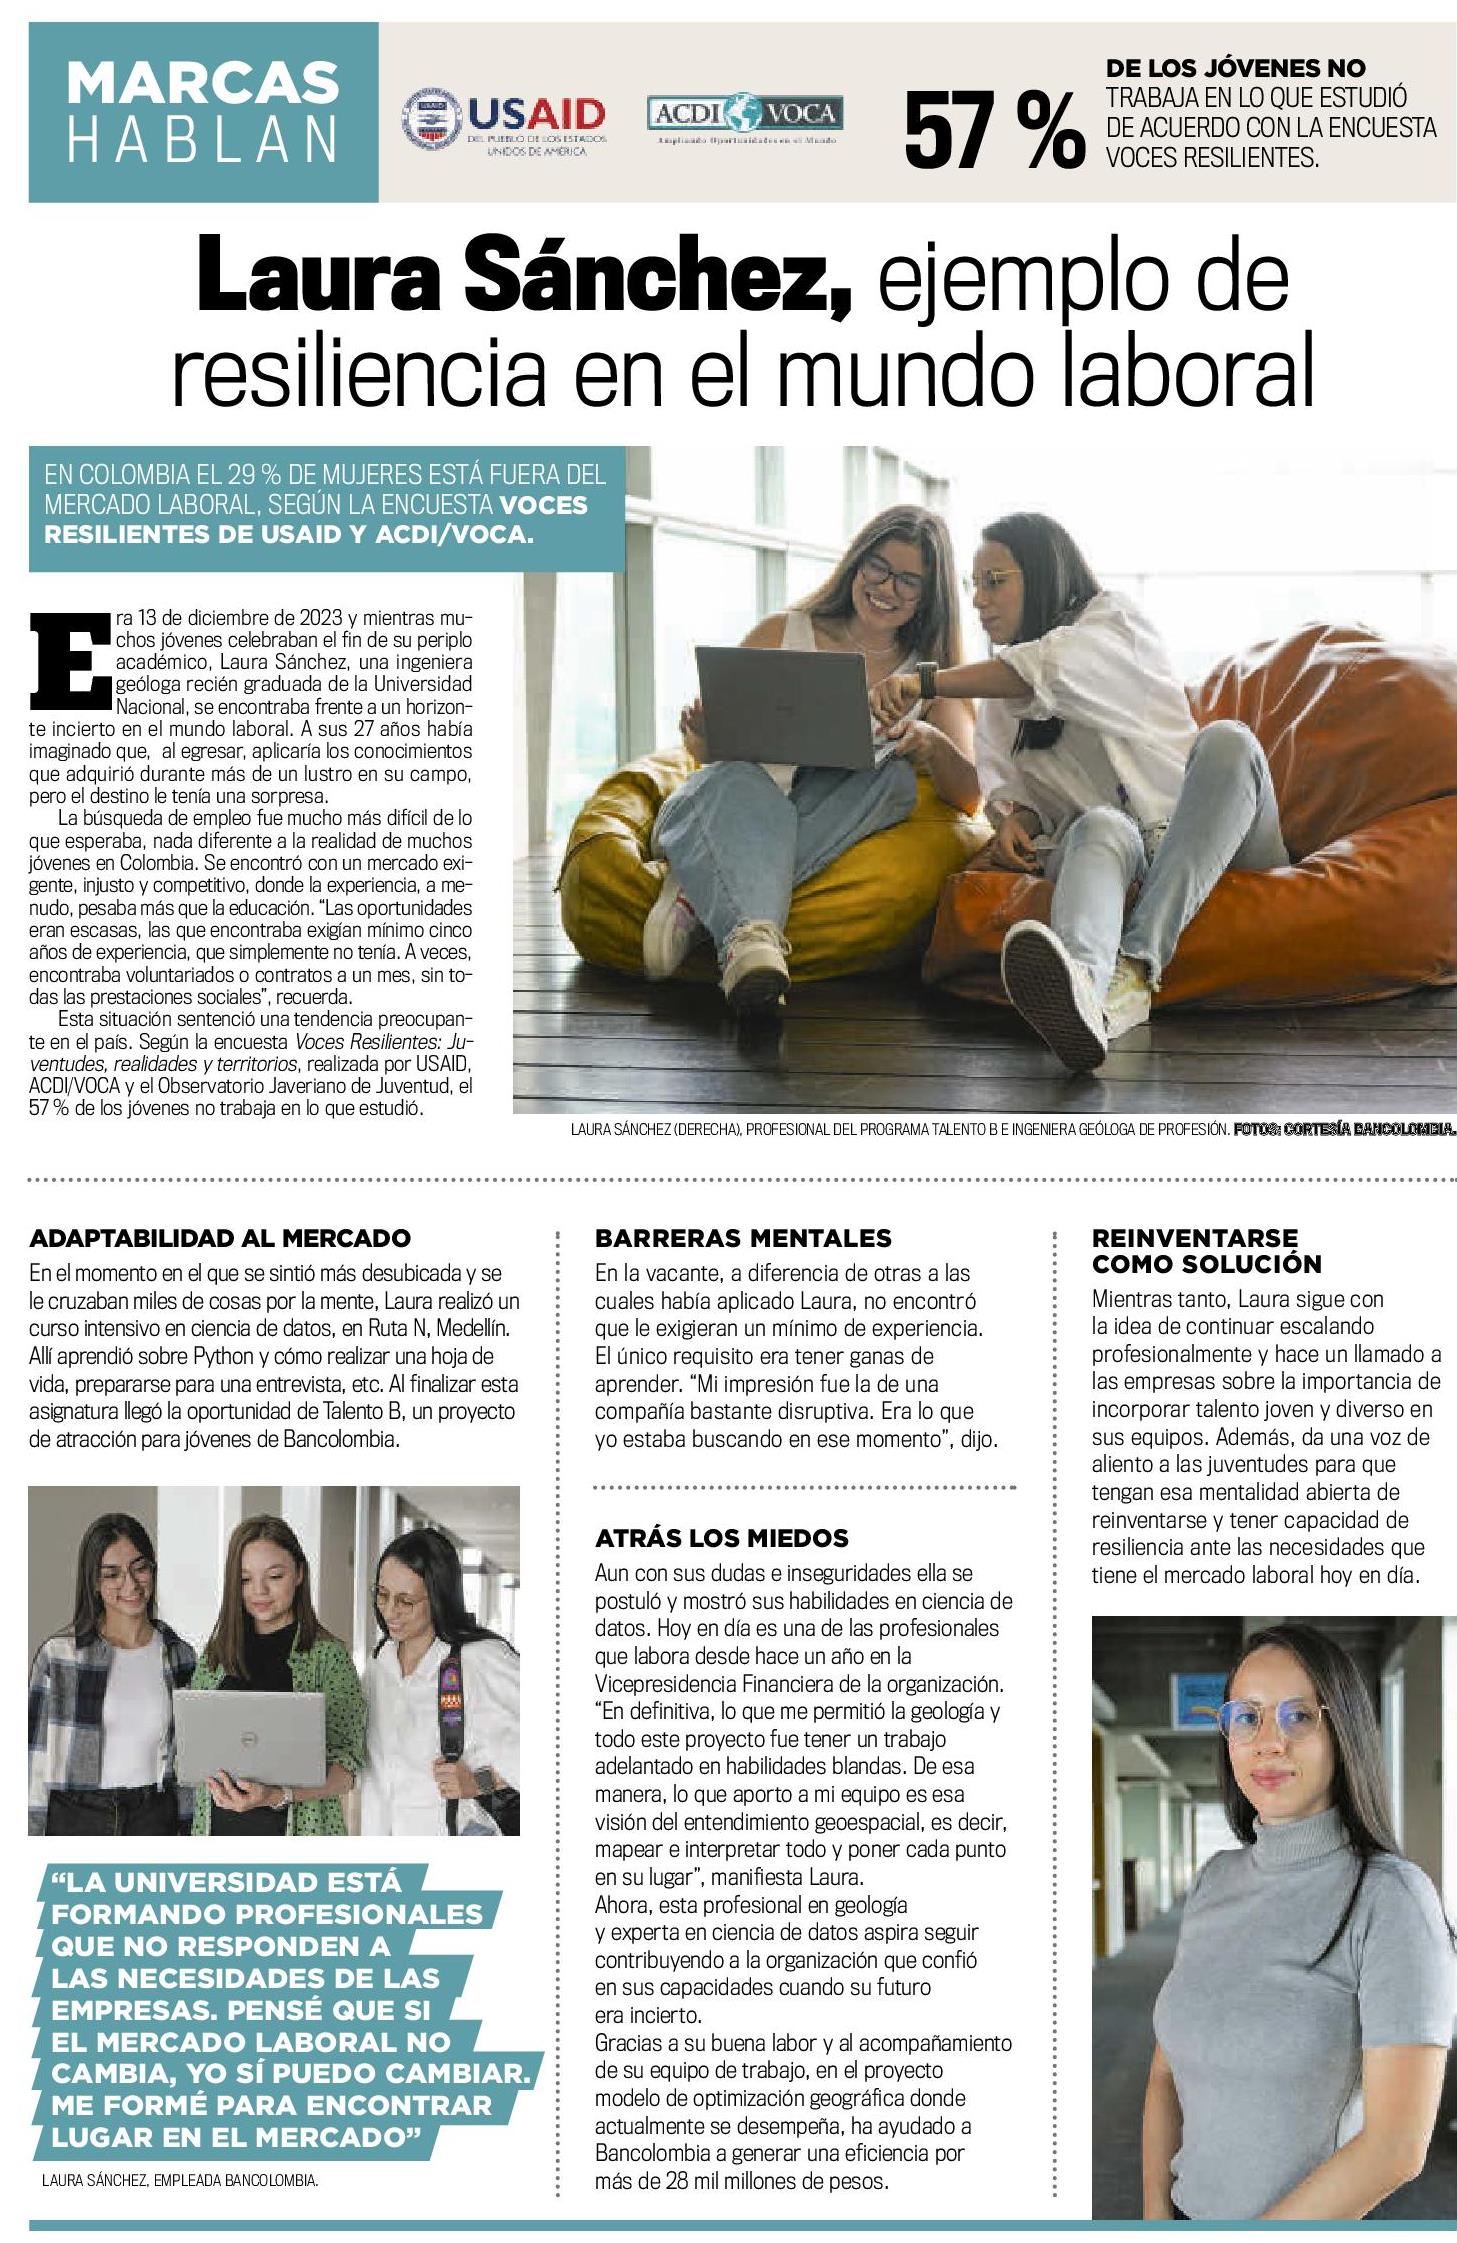 MARCAS
HABLAN
USAID
USAID
DEL PUEBLO DE LOS ESTADOS
UNIDOS DE AMÉRICA
ACDI VOCA
Ampliando Oportunidades en el Mundo
57 %
DE LOS JÓVENES NO
TRABAJA EN LO QUE ESTUDIÓ
DE ACUERDO CON LA ENCUESTA
VOCES RESILIENTES.
Laura Sánchez, ejemplo de
resiliencia en el mundo laboral
EN COLOMBIA EL 29 % DE MUJERES ESTÁ FUERA DEL
MERCADO LABORAL, SEGÚN LA ENCUESTA VOCES
RESILIENTES DE USAID Y ACDI/VOCA.
Era 13 de diciembre de 2023 y mientras mu-
chos jóvenes celebraban el fin de su periplo
académico, Laura Sánchez, una ingeniera
geóloga recién graduada de la Universidad
Nacional, se encontraba frente a un horizon-
te incierto en el mundo laboral. A sus 27 años había
imaginado que, al egresar, aplicaría los conocimientos
que adquirió durante más de un lustro en su campo,
pero el destino le tenía una sorpresa.
La búsqueda de empleo fue mucho más difícil de lo
que esperaba, nada diferente a la realidad de muchos
jóvenes en Colombia. Se encontró con un mercado exi-
gente, injusto y competitivo, donde la experiencia, a me-
nudo, pesaba más que la educación. “Las oportunidades
eran escasas, las que encontraba exigían mínimo cinco
años de experiencia, que simplemente no tenía. A veces,
encontraba voluntariados o contratos a un mes, sin to-
das las prestaciones sociales”, recuerda.
Esta situación sentenció una tendencia preocupan-
te en el país. Según la encuesta Voces Resilientes: Ju-
ventudes, realidades y territorios, realizada por USAID,
ACDI/VOCA y el Observatorio Javeriano de Juventud, el
57 % de los jóvenes no trabaja en lo que estudió.
LAURA SÁNCHEZ (DERECHA), PROFESIONAL DEL PROGRAMA TALENTO B E INGENIERA GEÓLOGA DE PROFESIÓN. FOTOS: CORTESÍA BANCOLOMBIA.
ADAPTABILIDAD AL MERCADO
En el momento en el que se sintió más desubicada y se
le cruzaban miles de cosas por la mente, Laura realizó un
curso intensivo en ciencia de datos, en Ruta N, Medellín.
Allí aprendió sobre Python y cómo realizar una hoja de
vida, prepararse para una entrevista, etc. Al finalizar esta
asignatura llegó la oportunidad de Talento B, un proyecto
de atracción para jóvenes de Bancolombia.
“LA UNIVERSIDAD ESTÁ
FORMANDO PROFESIONALES
QUE NO RESPONDEN A
LAS NECESIDADES DE LAS
EMPRESAS. PENSÉ QUE SI
EL MERCADO LABORAL NO
CAMBIA, YO SÍ PUEDO CAMBIAR.
ME FORMÉ PARA ENCONTRAR
LUGAR EN EL MERCADO”
LAURA SÁNCHEZ, EMPLEADA BANCOLOMBIA.
BARRERAS MENTALES
En la vacante, a diferencia de otras a las
cuales había aplicado Laura, no encontró
que le exigieran un mínimo de experiencia.
El único requisito era tener ganas de
aprender. “Mi impresión fue la de una
compañía bastante disruptiva. Era lo que
yo estaba buscando en ese momento”, dijo.
ATRÁS LOS MIEDOS
Aun con sus dudas e inseguridades ella se
postuló y mostró sus habilidades en ciencia de
datos. Hoy en día es una de las profesionales
que labora desde hace un año en la
Vicepresidencia Financiera de la organización.
“En definitiva, lo que me permitió la geología y
todo este proyecto fue tener un trabajo
adelantado en habilidades blandas. De esa
manera, lo que aporto a mi equipo es esa
visión del entendimiento geoespacial, es decir,
mapear e interpretar todo y poner cada punto
en su lugar”, manifiesta Laura.
Ahora, esta profesional en geología
y experta en ciencia de datos aspira seguir
contribuyendo a la organización que confió
en sus capacidades cuando su futuro
era incierto.
Gracias a su buena labor y al acompañamiento
de su equipo de trabajo, en el proyecto
modelo de optimización geográfica donde
actualmente se desempeña, ha ayudado a
Bancolombia a generar una eficiencia por
más de 28 mil millones de pesos.
REINVENTARSE
COMO SOLUCIÓN
Mientras tanto, Laura sigue con
la idea de continuar escalando
profesionalmente y hace un llamado a
las empresas sobre la importancia de
incorporar talento joven y diverso en
sus equipos. Además, da una voz de
aliento a las juventudes para que
tengan esa mentalidad abierta de
reinventarse y tener capacidad de
resiliencia ante las necesidades que
tiene el mercado laboral hoy en día.